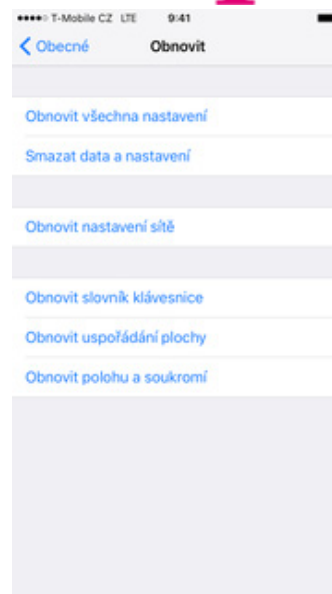 T-Mobile CZ LTE 9:41
Obecné Obnovit
Obnovit všechna nastavení
Smazat data a nastavení
Obnovit nastavení sítě
Obnovit slovník klávesnice
Obnovit uspořádání plochy
Obnovit polohu a soukromí